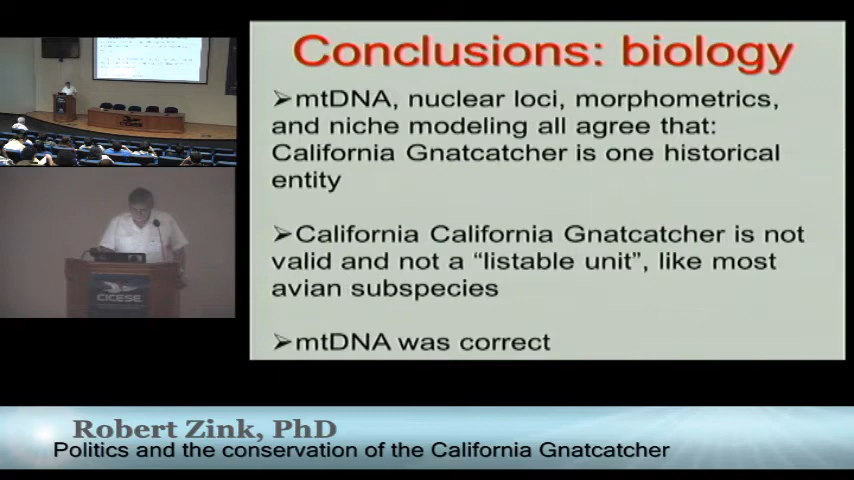 Conclusions: biology
➢mtDNA, nuclear loci, morphometrics,
and niche modeling all agree that:
California Gnatcatcher is one historical
entity
➢California California Gnatcatcher is not
valid and not a “listable unit”, like most
avian subspecies
➢mtDNA was correct
CICESE
Robert Zink, PhD
Politics and the conservation of the California Gnatcatcher